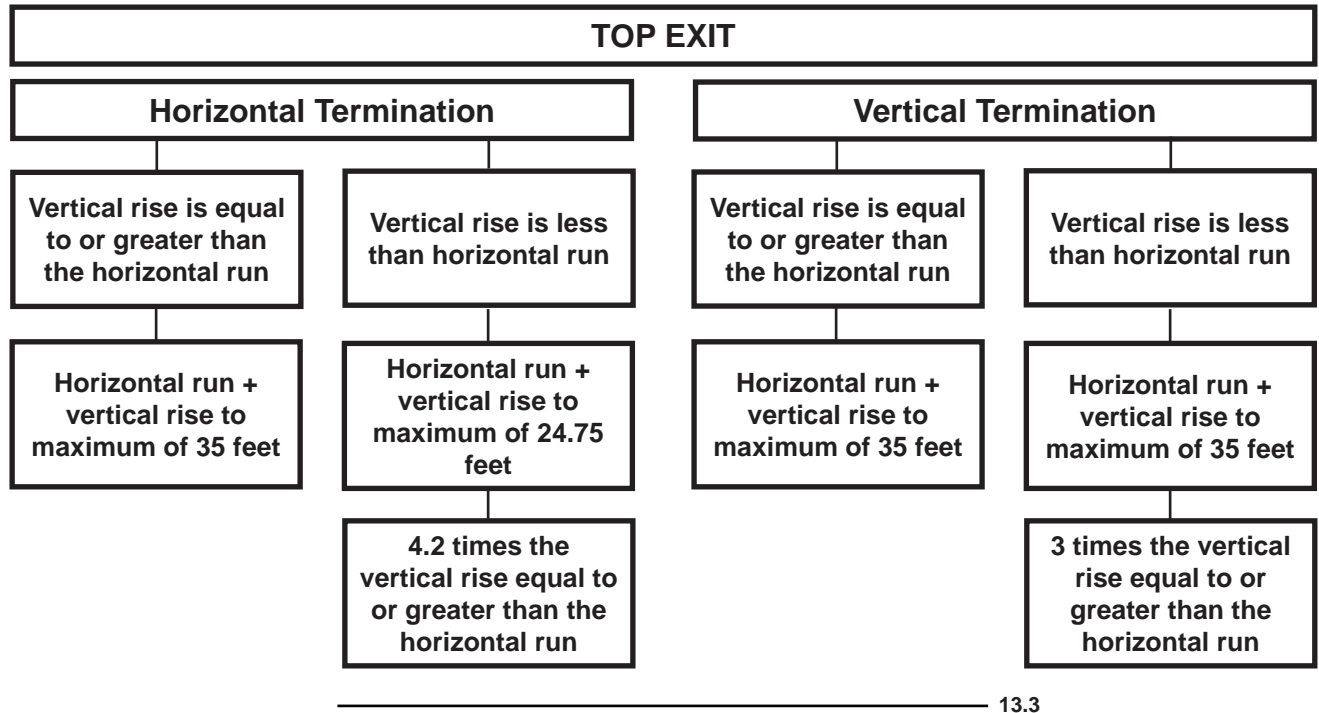 TOP EXIT
Horizontal Termination
Vertical Termination
Vertical rise is equal
to or greater than
the horizontal run
Vertical rise is less
than horizontal run
Vertical rise is equal
to or greater than
the horizontal run
Vertical rise is less
than horizontal run
Horizontal run +
vertical rise to
maximum of 35 feet
Horizontal run +
vertical rise to
maximum of 24.75
feet
Horizontal run +
vertical rise to
maximum of 35 feet
Horizontal run +
vertical rise to
maximum of 35 feet
4.2 times the
vertical rise equal to
or greater than the
horizontal run
3 times the vertical
rise equal to or
greater than the
horizontal run
13.3